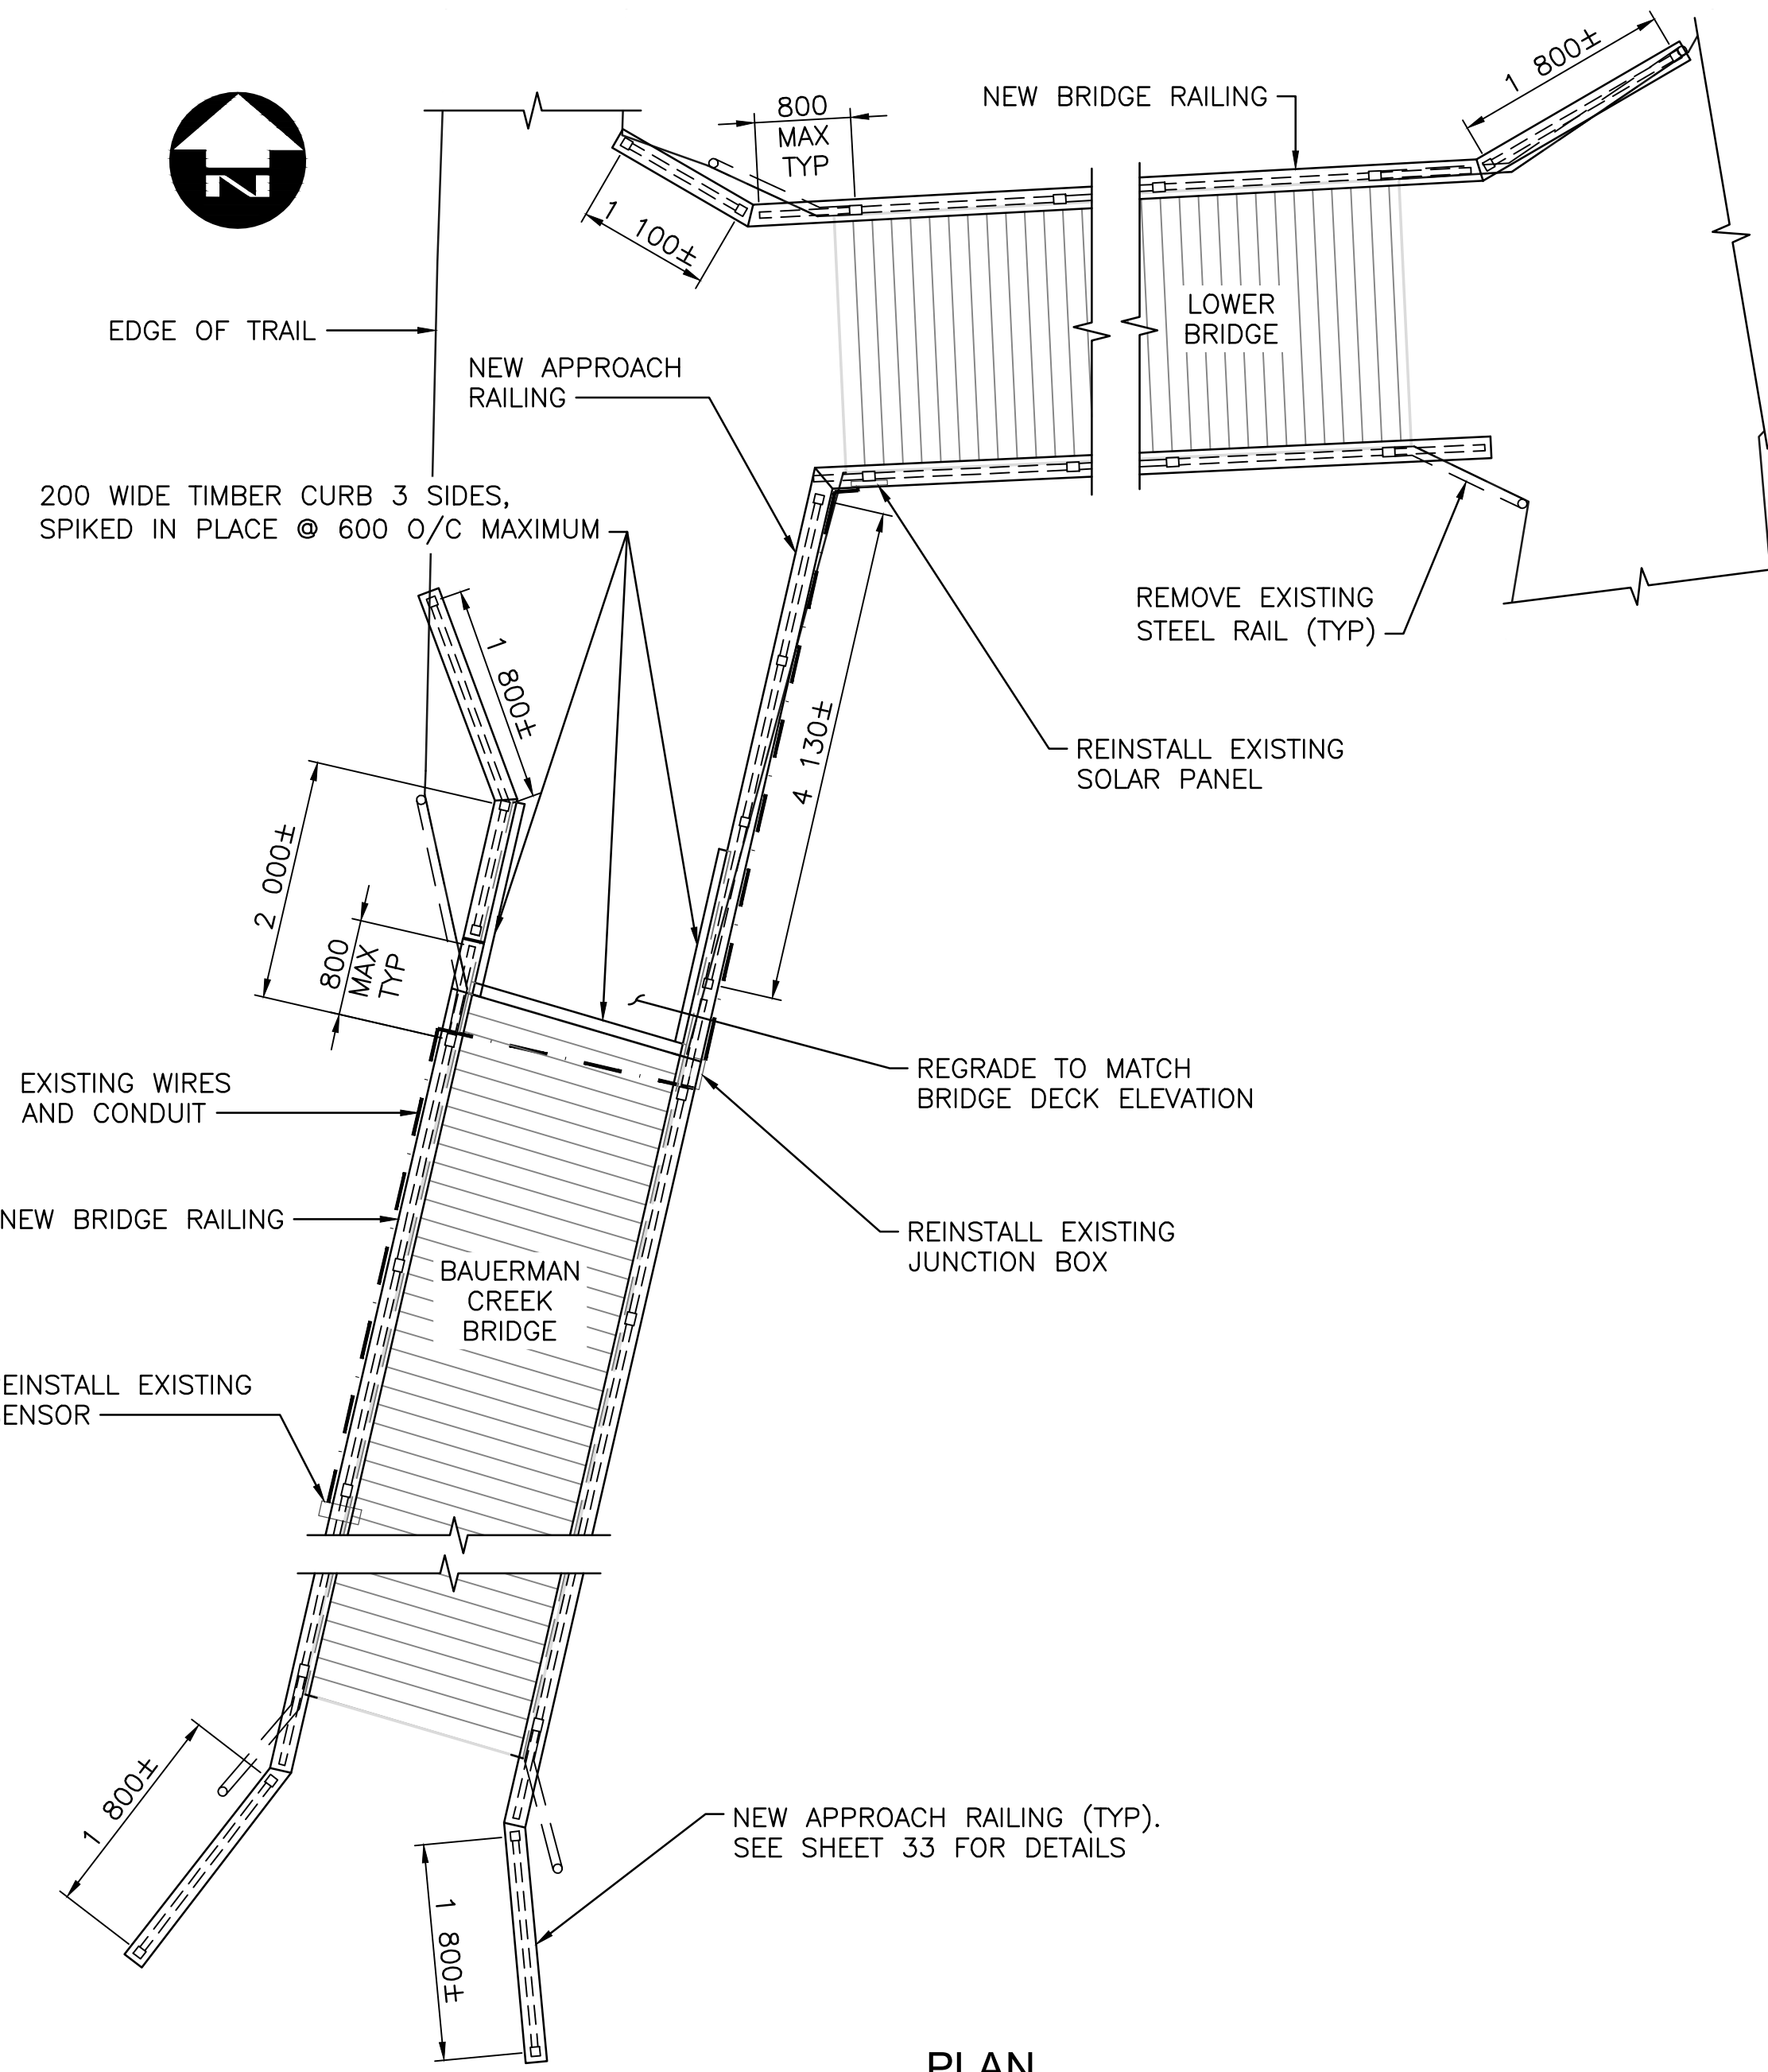 1 800±
NEW BRIDGE RAILING
800
MAX
TYP
N
1 100±
LOWER
BRIDGE
EDGE OF TRAIL
NEW APPROACH
RAILING
200 WIDE TIMBER CURB 3 SIDES,
SPIKED IN PLACE @ 600 O/C MAXIMUM
REMOVE EXISTING
STEEL RAIL (TYP)
1 800±
4 130±
REINSTALL EXISTING
SOLAR PANEL
2 000±
800
MAX
TYP
EXISTING WIRES
AND CONDUIT
REGRADE TO MATCH
BRIDGE DECK ELEVATION
NEW BRIDGE RAILING
REINSTALL EXISTING
JUNCTION BOX
BAUERMAN
CREEK
BRIDGE
EINSTALL EXISTING
ENSOR
1 800±
NEW APPROACH RAILING (TYP).
SEE SHEET 33 FOR DETAILS
1 800±
PLAN